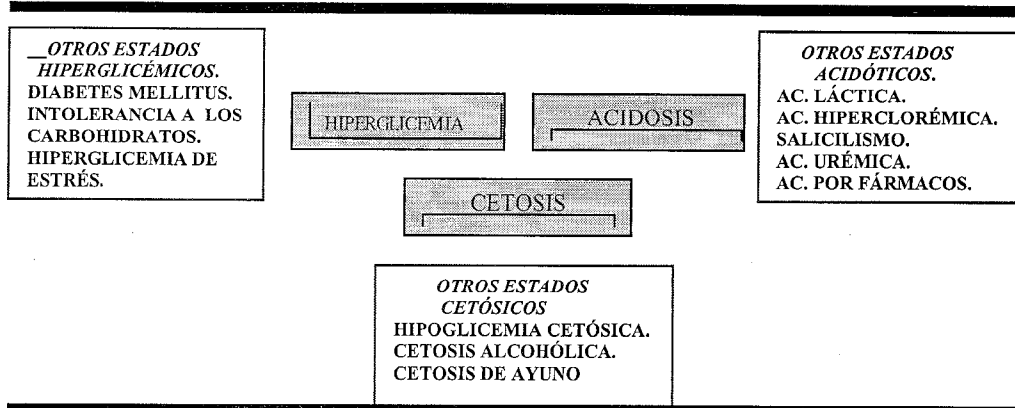 __OTROS ESTADOS
HIPERGLICÉMICOS.
DIABETES MELLITUS.
INTOLERANCIA A LOS
CARBOHIDRATOS.
HIPERGLICEMIA DE
ESTRÉS.
HIPERGLICEMIA
ACIDOSIS
CETOSIS
OTROS ESTADOS
ACIDÓTICOS.
AC. LÁCTICA.
AC. HIPERCLORÉMICA.
SALICILISMO.
AC. URÉMICA.
AC. POR FÁRMACOS.
OTROS ESTADOS
CETÓSICOS
HIPOGLICEMIA CETÓSICA.
CETOSIS ALCOHÓLICA.
CETOSIS DE AYUNO